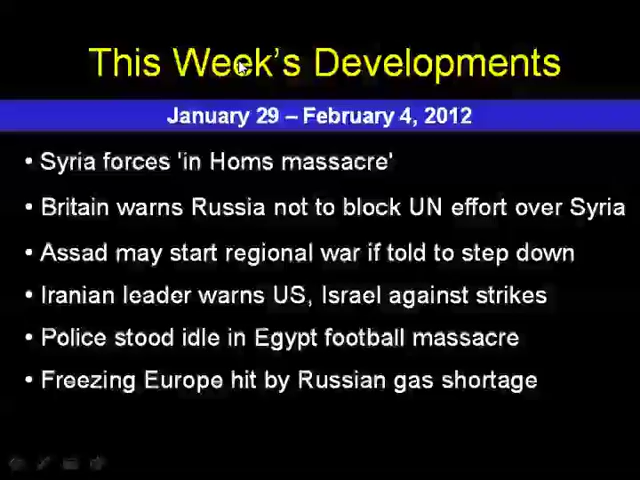 This Week's Developments
January 29 – February 4, 2012
• Syria forces 'in Homs massacre'
• Britain warns Russia not to block UN effort over Syria
• Assad may start regional war if told to step down
• Iranian leader warns US, Israel against strikes
• Police stood idle in Egypt football massacre
• Freezing Europe hit by Russian gas shortage